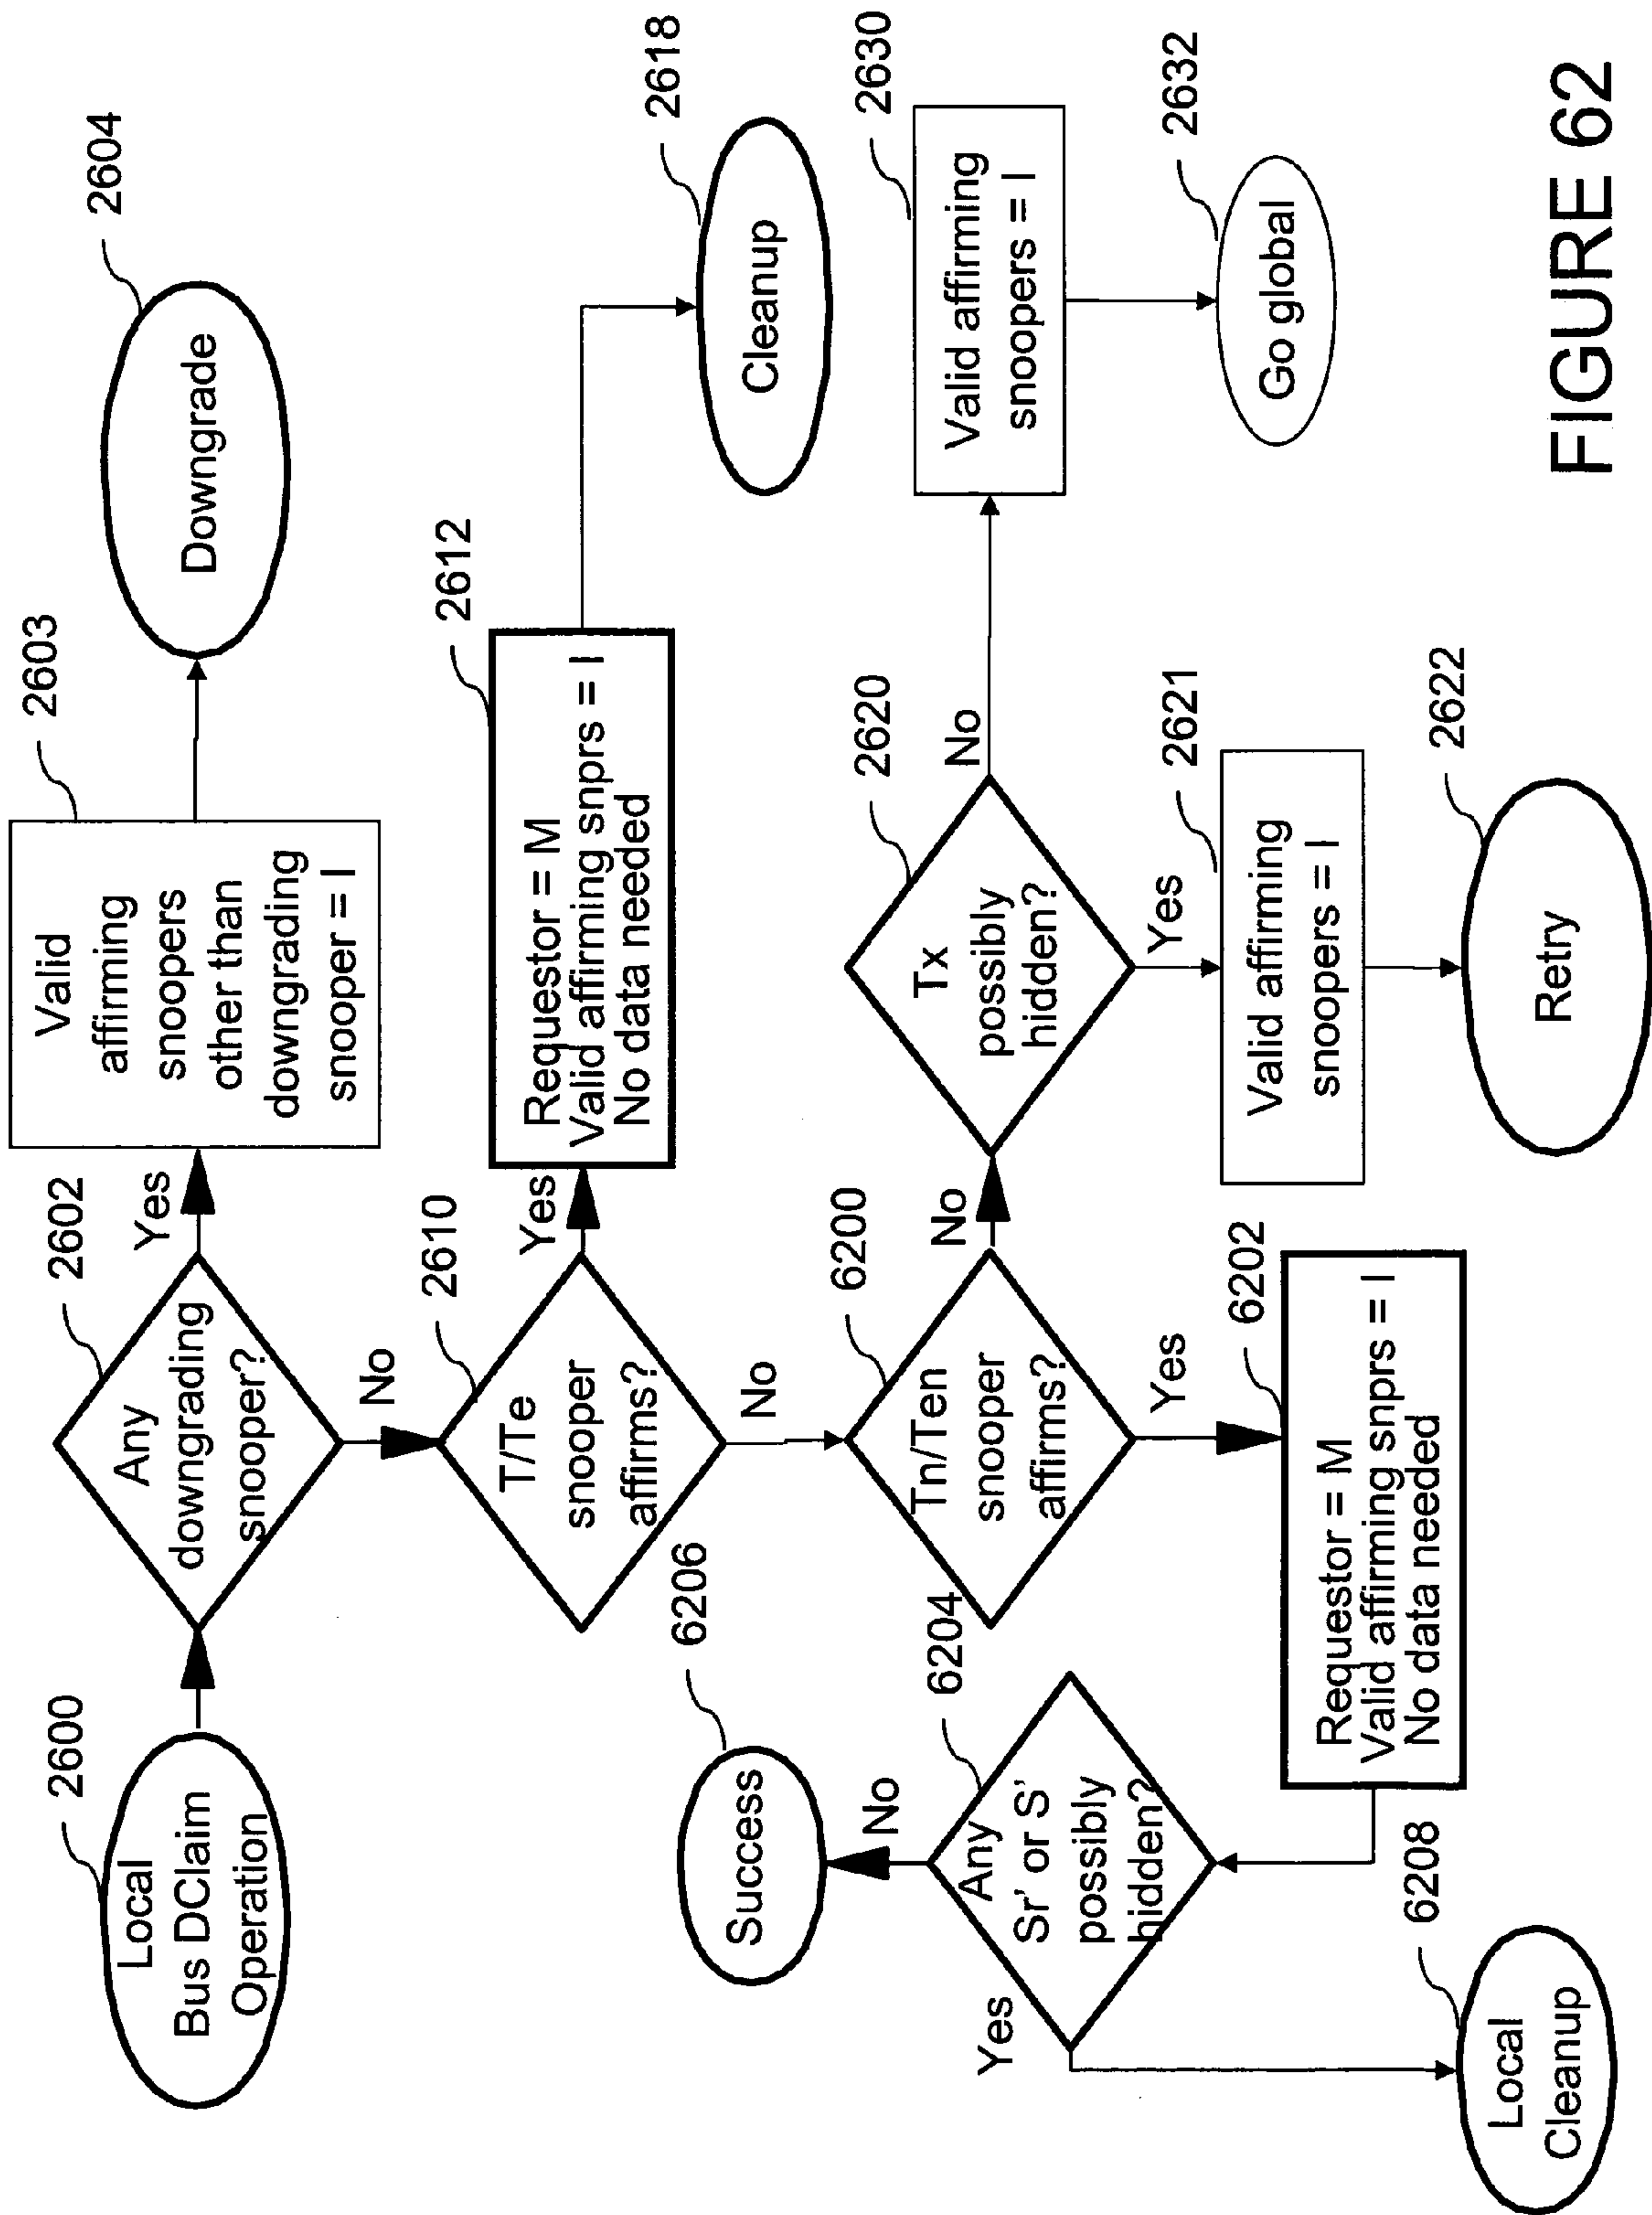 2600
Local
Bus DClaim
Operation
2602
Any
downgrading
snooper?
Yes
No
2603
Valid
affirming
snoopers
other than
downgrading
snooper = I
2604
Downgrade
2610
T/Te
snooper
affirms?
Yes
No
2612
Requestor = M
Valid affirming snprs = I
No data needed
2618
Cleanup
6200
Tn/Ten
snooper
affirms?
No
Yes
2620
Tx
possibly
hidden?
No
Yes
2630
Valid affirming
snoopers = I
2632
Go global
2621
Valid affirming
snoopers = I
2622
Retry
6202
Requestor = M
Valid affirming snprs = I
No data needed
6204
Any
Sr' or S'
possibly
hidden?
No
Yes
6206
Success
6208
Local
Cleanup
FIGURE 62